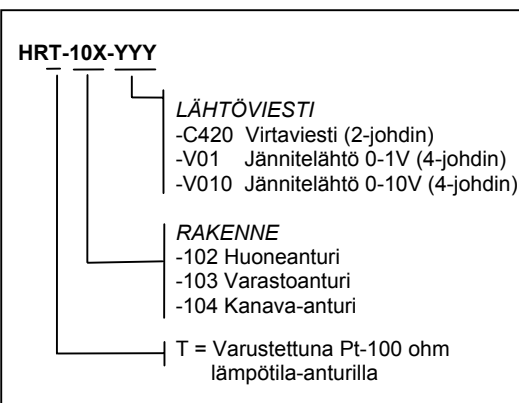 HRT-10X-YYY
LÄHTÖVIESTI
-C420 Virtaviesti (2-johdin)
-V01 Jännitelähtö 0-1V (4-johdin)
-V010 Jännitelähtö 0-10V (4-johdin)
RAKENNE
-102 Huoneanturi
-103 Varastoanturi
-104 Kanava-anturi
T = Varustettuna Pt-100 ohm
lämpötila-anturilla